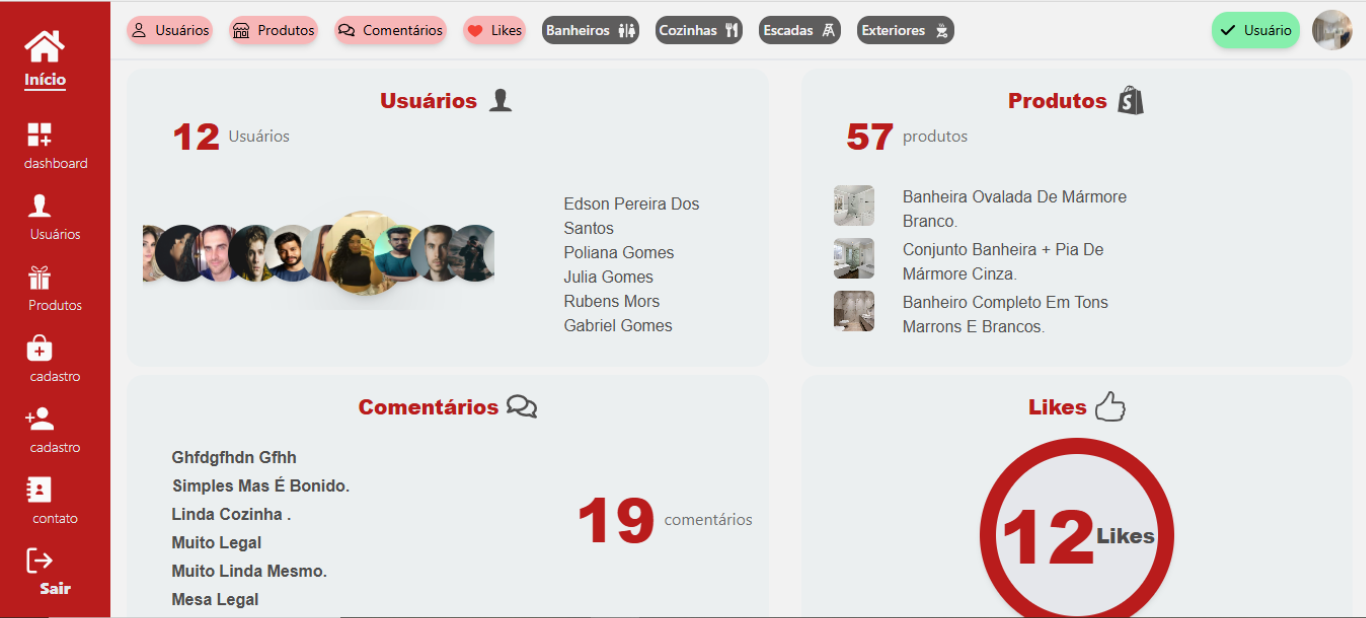 Início
dashboard
Usuários
Produtos
cadastro
cadastro
contato
Sair
Usuários
Produtos
Comentários
Likes
Banheiros
Cozinhas
Escadas
Exteriores
Usuário
Usuários
12 Usuários
Edson Pereira Dos
Santos
Poliana Gomes
Julia Gomes
Rubens Mors
Gabriel Gomes
Produtos
57 produtos
Banheira Ovalada De Mármore
Branco.
Conjunto Banheira + Pia De
Mármore Cinza.
Banheiro Completo Em Tons
Marrons E Brancos.
Comentários
Ghfdgfhdn Gfhh
Simples Mas É Bonido.
Linda Cozinha .
Muito Legal
Muito Linda Mesmo.
Mesa Legal
19 comentários
Likes
12 Likes